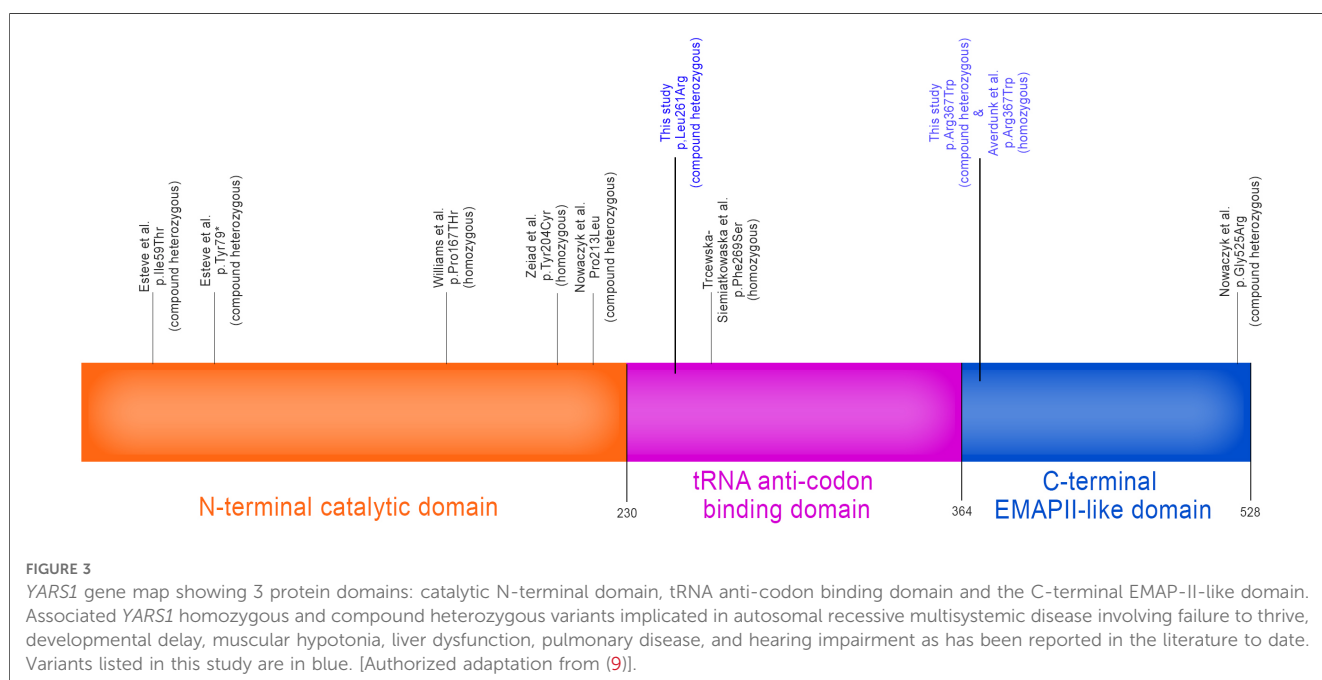 Esteve et al.
p.Ile59Thr
(compound heterozygous)
Esteve et al.
p.Tyr79*
(compound heterozygous)
Williams et al.
p.Pro167THr
(homozygous)
Zeiad et al.
p.Tyr204Cyr
(homozygous)
Nowaczyk et al.
Pro213Leu
(compound heterozygous)
This study
p,Leu261Arg
(compound heterozygous)
Trcewska-
Siemiatkowaska et al.
p.Phe269Ser
(homozygous)
This study
p.Arg367Trp
(compound heterozygous)
&
Averdunk et al.
p.Arg367Trp
(homozygous)
Nowaczyk et al.
p.Gly525Arg
(compound heterozygous)
N-terminal catalytic domain
230
tRNA anti-codon
binding domain
364
C-terminal
EMAPII-like domain
528
FIGURE 3
YARS1 gene map showing 3 protein domains: catalytic N-terminal domain, tRNA anti-codon binding domain and the C-terminal EMAP-II-like domain.
Associated YARS1 homozygous and compound heterozygous variants implicated in autosomal recessive multisystemic disease involving failure to thrive,
developmental delay, muscular hypotonia, liver dysfunction, pulmonary disease, and hearing impairment as has been reported in the literature to date.
Variants listed in this study are in blue. [Authorized adaptation from (9)].